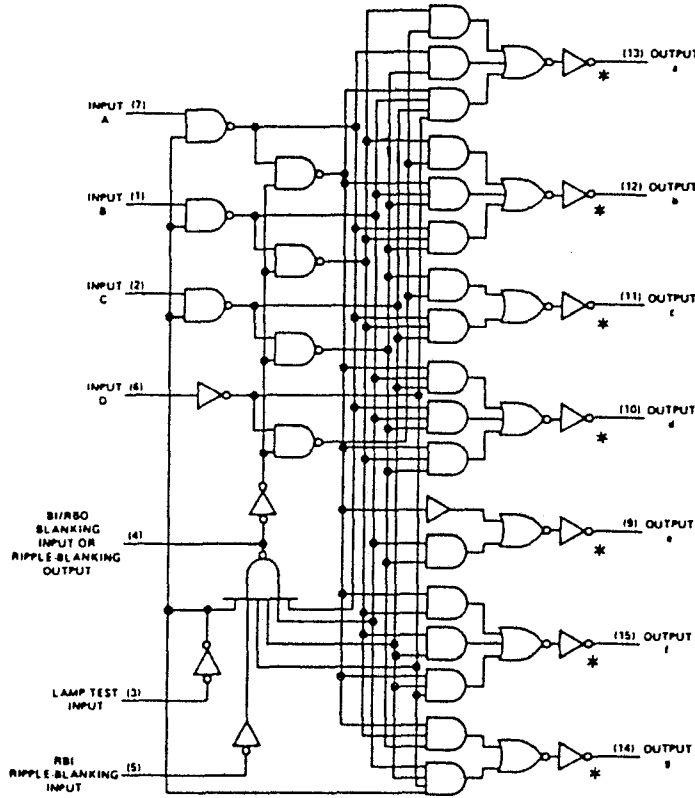 INPUT (7)
A
INPUT (1)
B
INPUT (2)
C
INPUT (6)
D
BI/RBO
BLANKING (4)
INPUT OR
RIPPLE-BLANKING
OUTPUT
LAMP TEST (3)
INPUT
RBI
RIPPLE-BLANKING (5)
INPUT
(13) OUTPUT
a
*
(12) OUTPUT
b
*
(11) OUTPUT
c
*
(10) OUTPUT
d
*
(9) OUTPUT
e
*
(15) OUTPUT
f
*
(14) OUTPUT
g
*